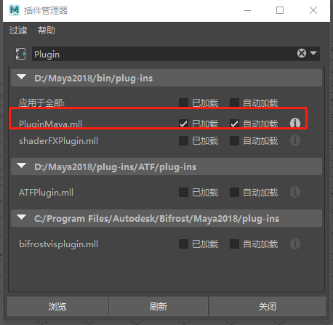 插件管理器
过滤 帮助
Plugin
D:/Maya2018/bin/plug-ins
应用于全部: 已加载 自动加载
PluginMaya.mll 已加载 自动加载
shaderFXPlugin.mll 已加载 自动加载
D:/Maya2018/plug-ins/ATF/plug-ins
ATFPlugin.mll 已加载 自动加载
C:/Program Files/Autodesk/Bifrost/Maya2018/plug-ins
bifrostvisplugin.mll 已加载 自动加载
浏览 刷新 关闭